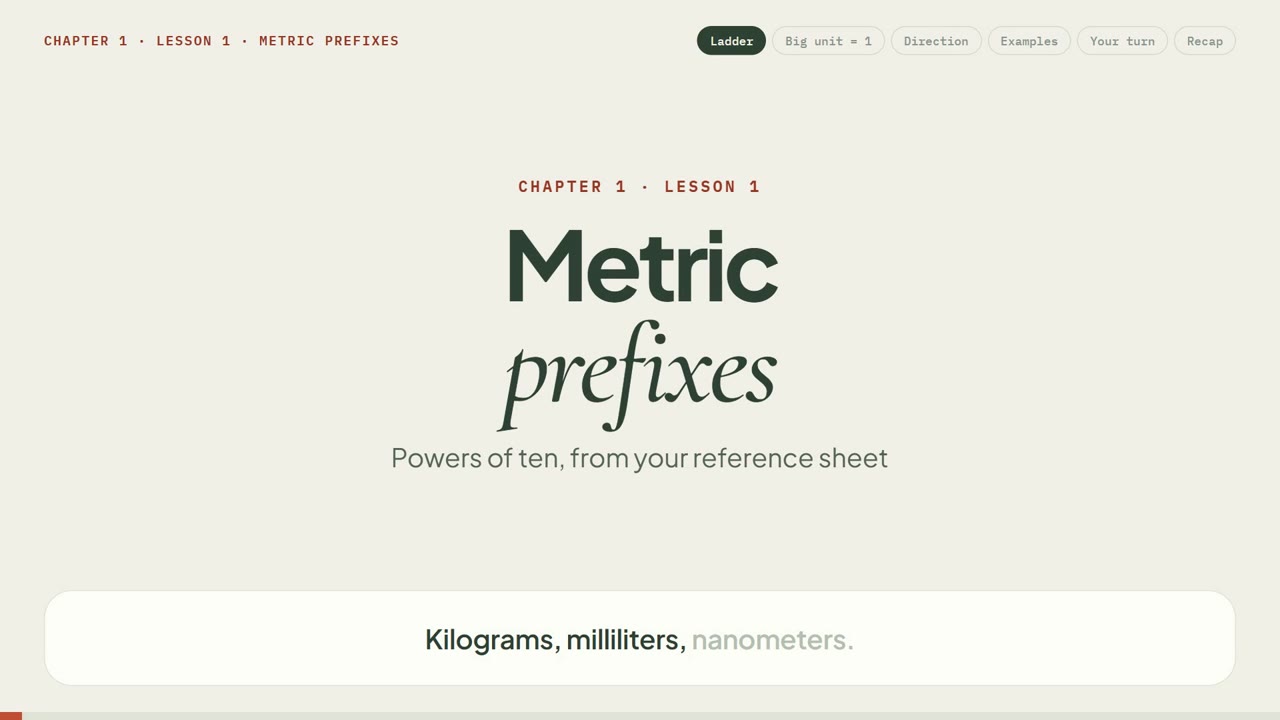 CHAPTER 1 · LESSON 1 · METRIC PREFIXES
Ladder
Big unit = 1
Direction
Examples
Your turn
Recap
CHAPTER 1 · LESSON 1
Metric
prefixes
Powers of ten, from your reference sheet
Kilograms, milliliters, nanometers.